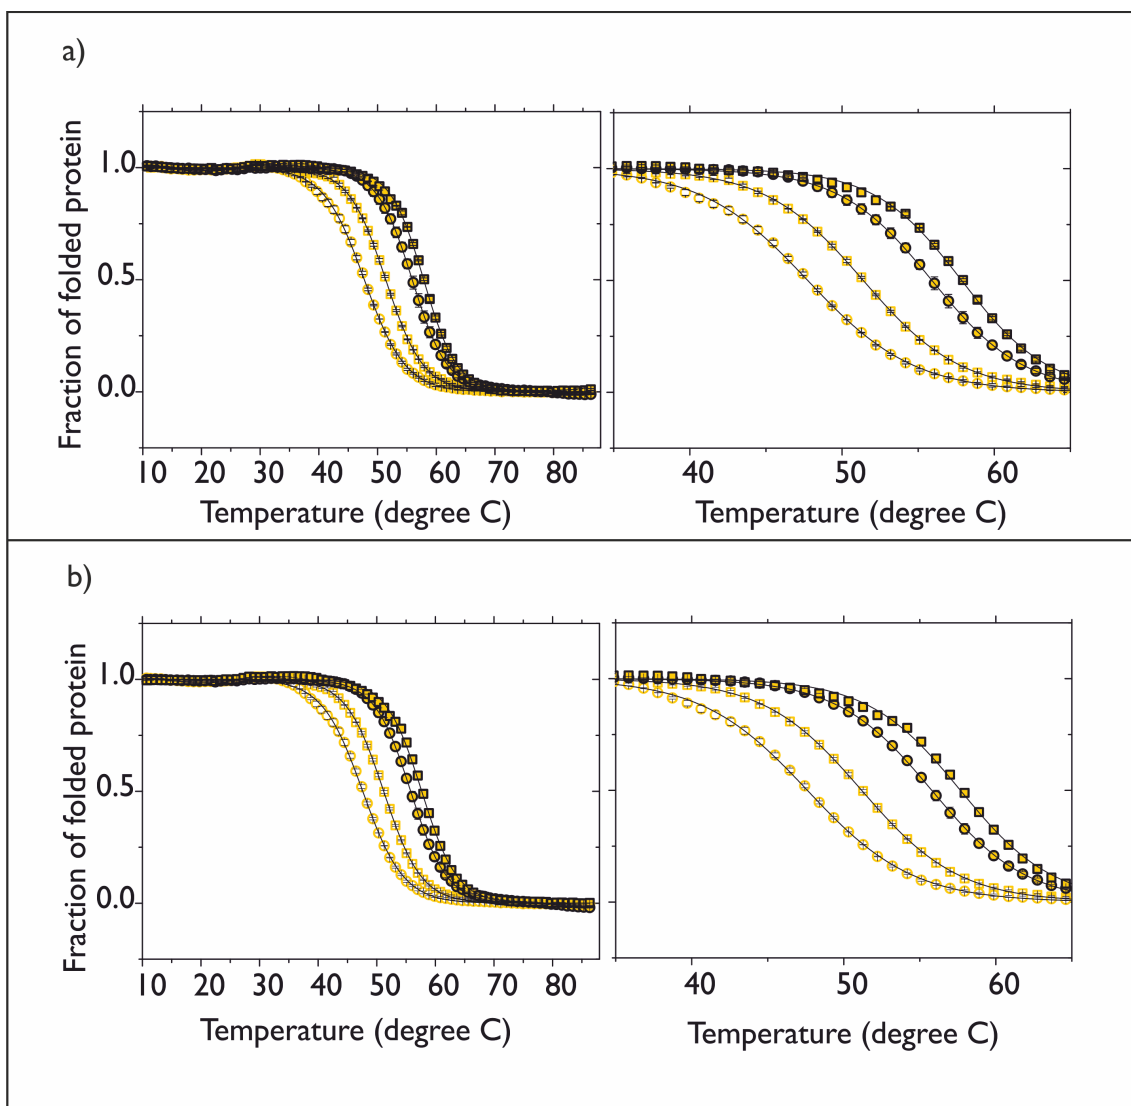 a)
Fraction of folded protein
1.0
0.5
0.0
10 20 30 40 50 60 70 80
40 50 60
Temperature (degree C)
Temperature (degree C)
b)
Fraction of folded protein
1.0
0.5
0.0
10 20 30 40 50 60 70 80
40 50 60
Temperature (degree C)
Temperature (degree C)